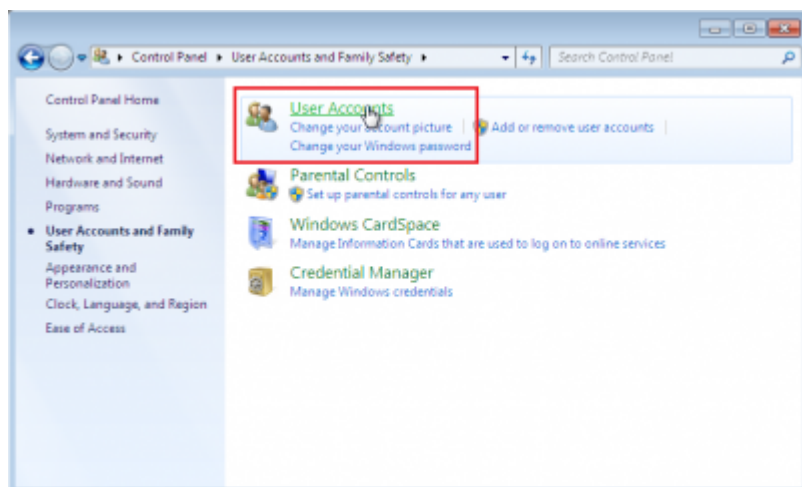 Control Panel
User Accounts and Family Safety
Search Control Panel
Control Panel Home
System and Security
Network and Internet
Hardware and Sound
Programs
User Accounts and Family
Safety
Appearance and
Personalization
Clock, Language, and Region
Ease of Access
User Accounts
Change your account picture
Add or remove user accounts
Change your Windows password
Parental Controls
Set up parental controls for any user
Windows CardSpace
Manage Information Cards that are used to log on to online services
Credential Manager
Manage Windows credentials